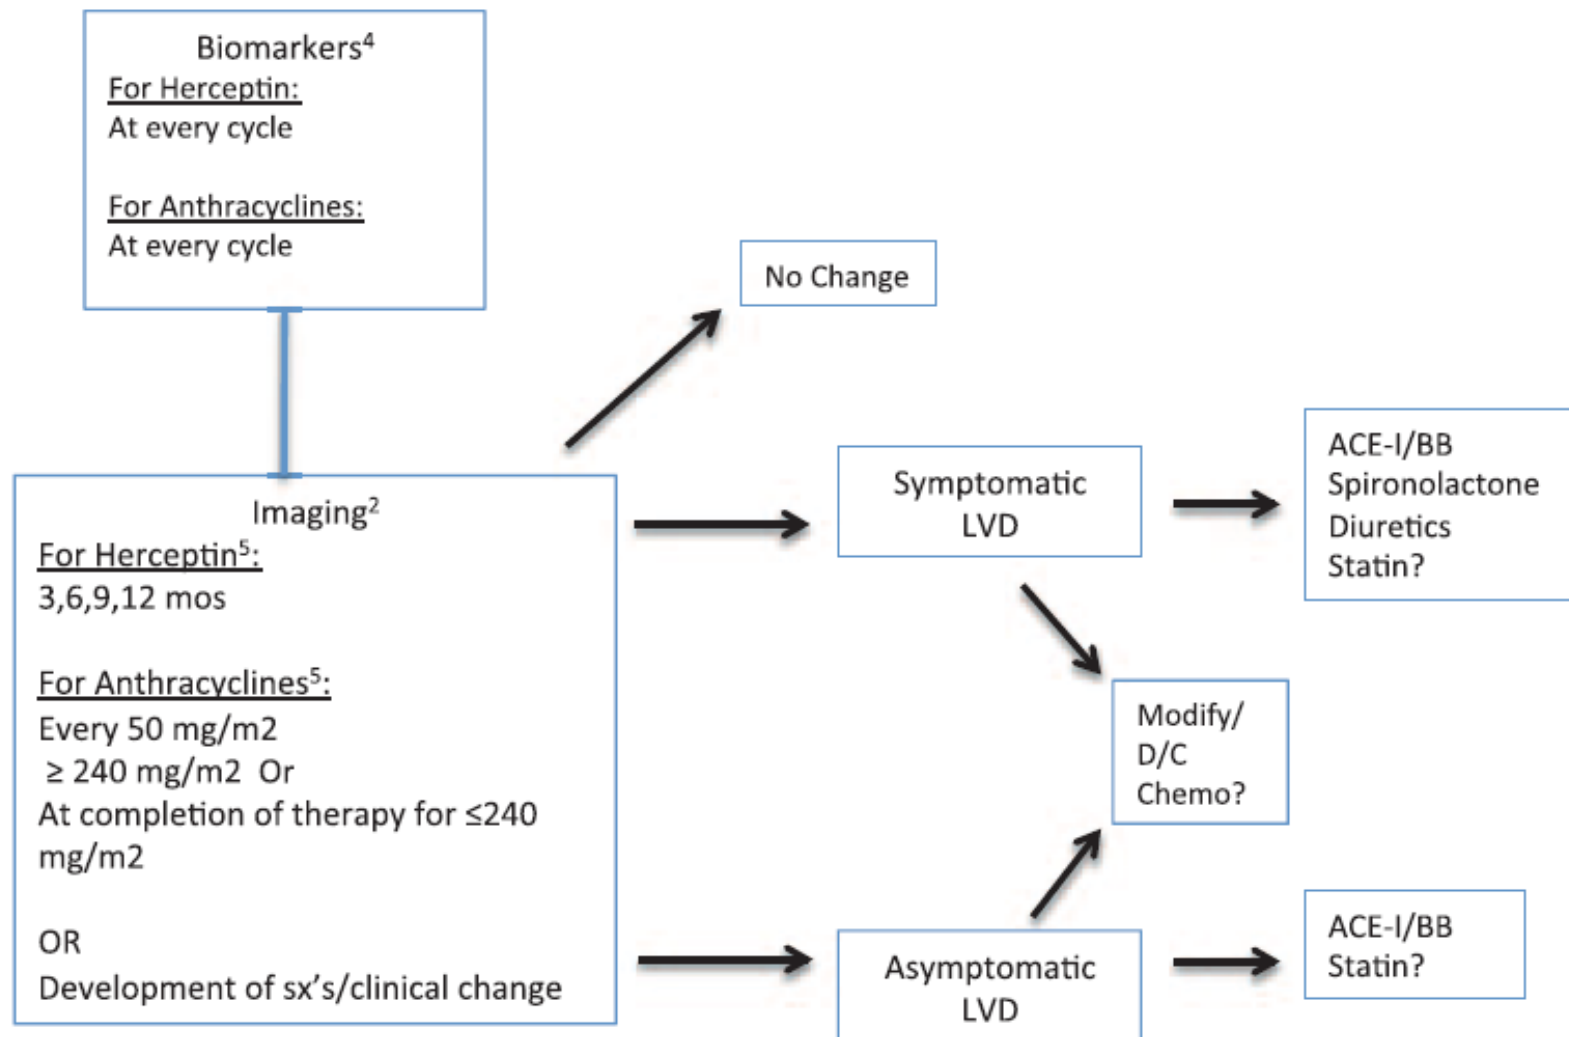 Biomarkers⁴
For Herceptin:
At every cycle
For Anthracyclines:
At every cycle
No Change
Imaging²
For Herceptin⁵:
3,6,9,12 mos
For Anthracyclines⁵:
Every 50 mg/m2
≥ 240 mg/m2 Or
At completion of therapy for ≤240
mg/m2
OR
Development of sx's/clinical change
Symptomatic
LVD
ACE-I/BB
Spironolactone
Diuretics
Statin?
Modify/
D/C
Chemo?
Asymptomatic
LVD
ACE-I/BB
Statin?